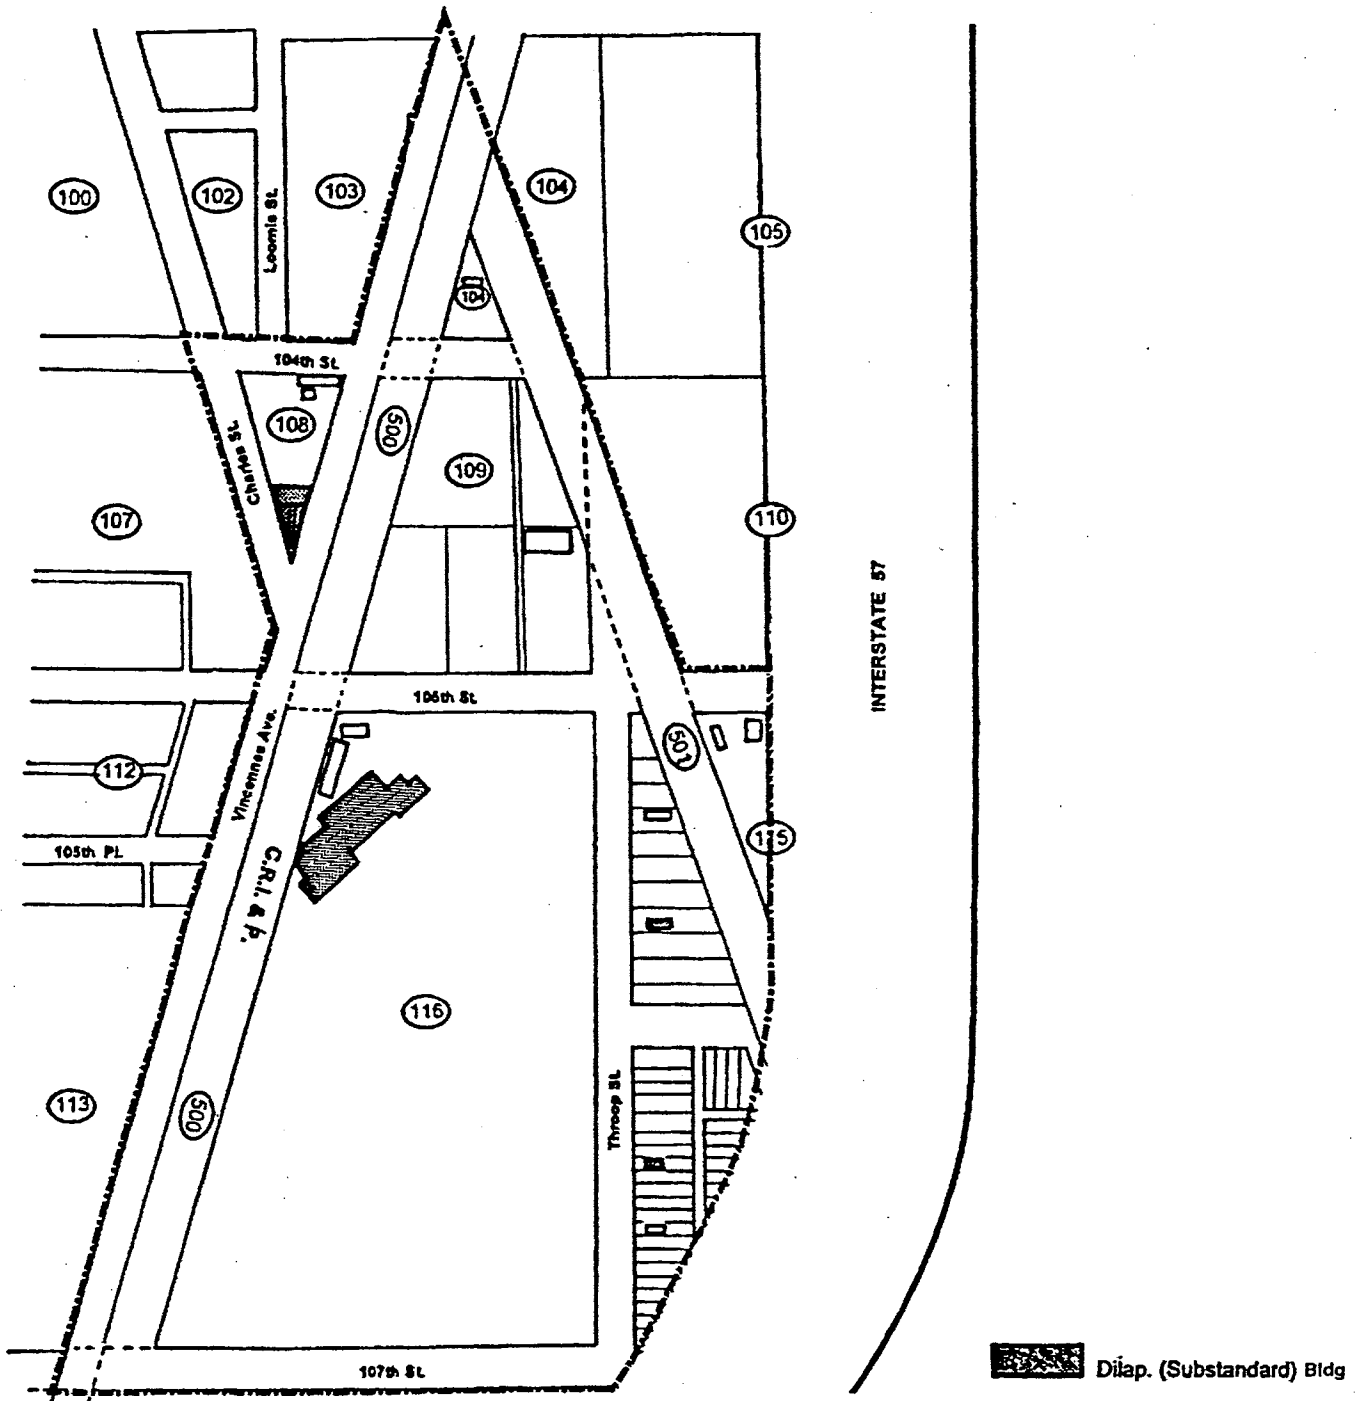 100
102
Loomis St.
103
104
105
104
104th St.
108
500
Charles St.
109
107
110
INTERSTATE 57
106th St.
Vincennes Ave.
501
112
115
105th Pl.
C.R.I. & P.
116
113
500
Throop St.
107th St.
Dilap. (Substandard) Bldg